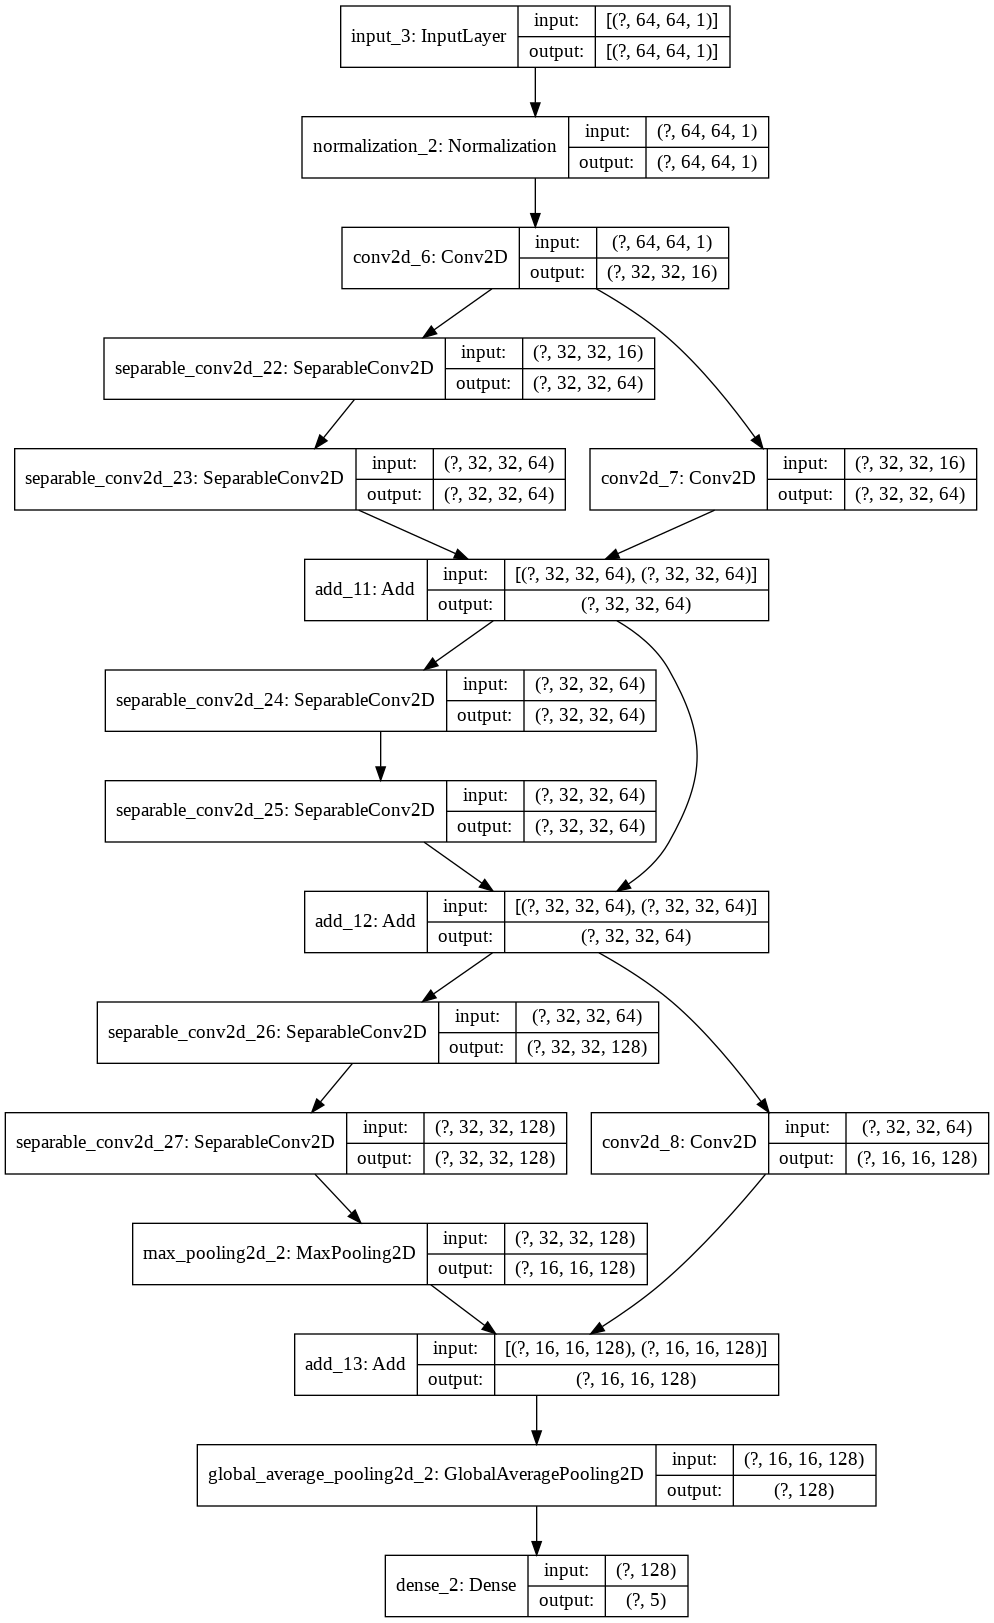 input_3: InputLayer
input: [(?, 64, 64, 1)]
output: [(?, 64, 64, 1)]
normalization_2: Normalization
input: (?, 64, 64, 1)
output: (?, 64, 64, 1)
conv2d_6: Conv2D
input: (?, 64, 64, 1)
output: (?, 32, 32, 16)
separable_conv2d_22: SeparableConv2D
input: (?, 32, 32, 16)
output: (?, 32, 32, 64)
separable_conv2d_23: SeparableConv2D
input: (?, 32, 32, 64)
output: (?, 32, 32, 64)
conv2d_7: Conv2D
input: (?, 32, 32, 16)
output: (?, 32, 32, 64)
add_11: Add
input: [(?, 32, 32, 64), (?, 32, 32, 64)]
output: (?, 32, 32, 64)
separable_conv2d_24: SeparableConv2D
input: (?, 32, 32, 64)
output: (?, 32, 32, 64)
separable_conv2d_25: SeparableConv2D
input: (?, 32, 32, 64)
output: (?, 32, 32, 64)
add_12: Add
input: [(?, 32, 32, 64), (?, 32, 32, 64)]
output: (?, 32, 32, 64)
separable_conv2d_26: SeparableConv2D
input: (?, 32, 32, 64)
output: (?, 32, 32, 128)
separable_conv2d_27: SeparableConv2D
input: (?, 32, 32, 128)
output: (?, 32, 32, 128)
conv2d_8: Conv2D
input: (?, 32, 32, 64)
output: (?, 16, 16, 128)
max_pooling2d_2: MaxPooling2D
input: (?, 32, 32, 128)
output: (?, 16, 16, 128)
add_13: Add
input: [(?, 16, 16, 128), (?, 16, 16, 128)]
output: (?, 16, 16, 128)
global_average_pooling2d_2: GlobalAveragePooling2D
input: (?, 16, 16, 128)
output: (?, 128)
dense_2: Dense
input: (?, 128)
output: (?, 5)